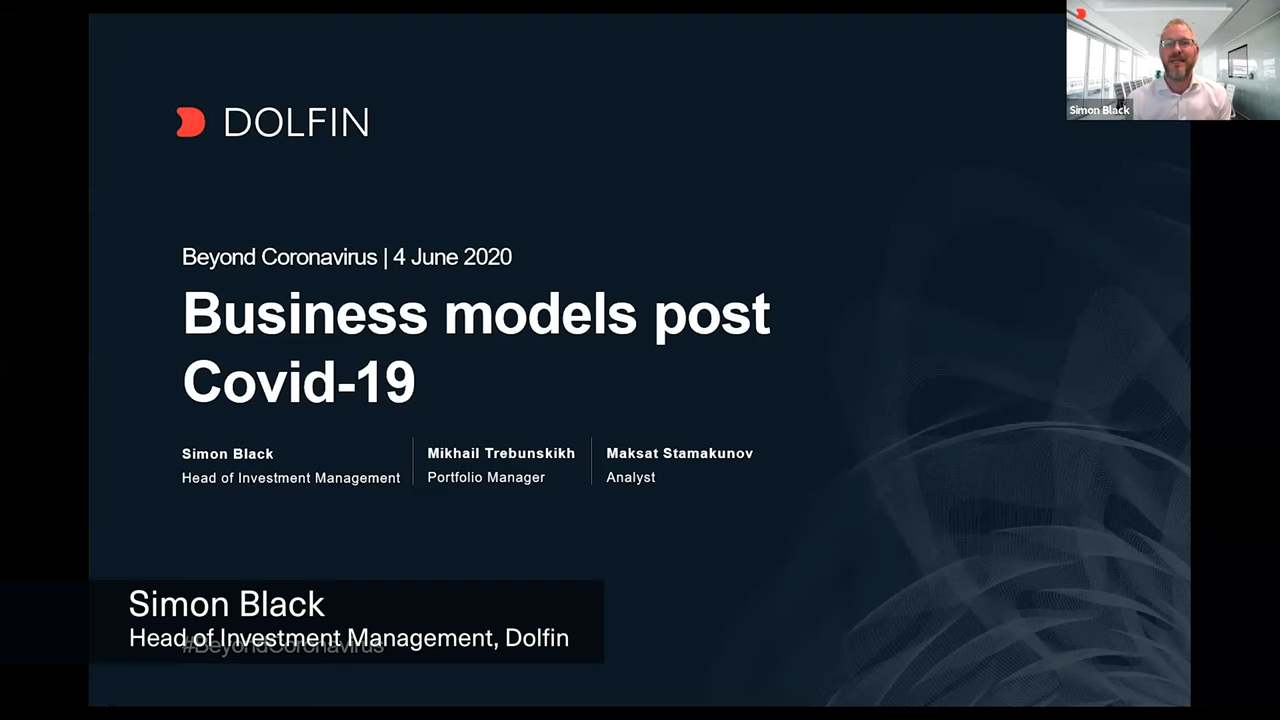 DOLFIN
Simon Black
Beyond Coronavirus | 4 June 2020
Business models post
Covid-19
Simon Black
Head of Investment Management
Mikhail Trebunskikh
Portfolio Manager
Maksat Stamakunov
Analyst
Simon Black
Head of Investment Management, Dolfin
#BeyondCoronavirus